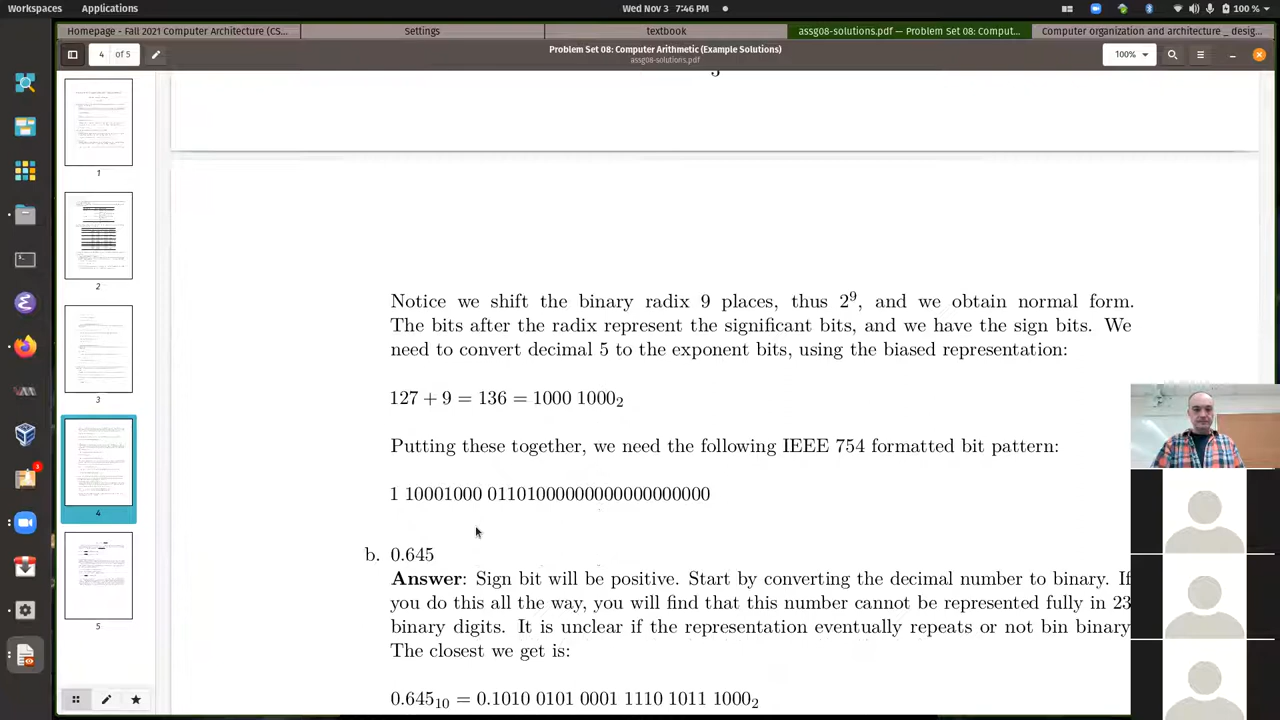 Workspaces Applications Wed Nov 3 7:46 PM 100 %
Homepage - Fall 2021 Computer Architecture (CS... Settings textbook assg08-solutions.pdf — Problem Set 08: Comput... Computer organization and architecture _ desig...
4 of 5 Problem Set 08: Computer Arithmetic (Example Solutions) 100%
assg08-solutions.pdf
1
2
3
4
5
Notice we shift the binary radix 9 places, thus 2⁹, and we obtain normal form.
The bits after the radix represent the signifinent bits, and we have the sign bits. We
need to convert decimal 5 to the exponent bits, using the biased representation:
127 + 9 = 136 = 1000 1000₂
Putting these together, we need the following IEEE 754 formatted bit pattern:
1 10001000 01101000000000000000000
b. 0.645
Answer: Sign bit will be positive. Start by converting the decimal number to binary. If
you do this all the way, you will find that this number cannot be represented fully in 23
binary digits. It is unclear if the representation eventually repeats or not bin binary
The closest we get is:
0.645₁₀ = 0.1010 0101 0001 1110 1011 1000₂